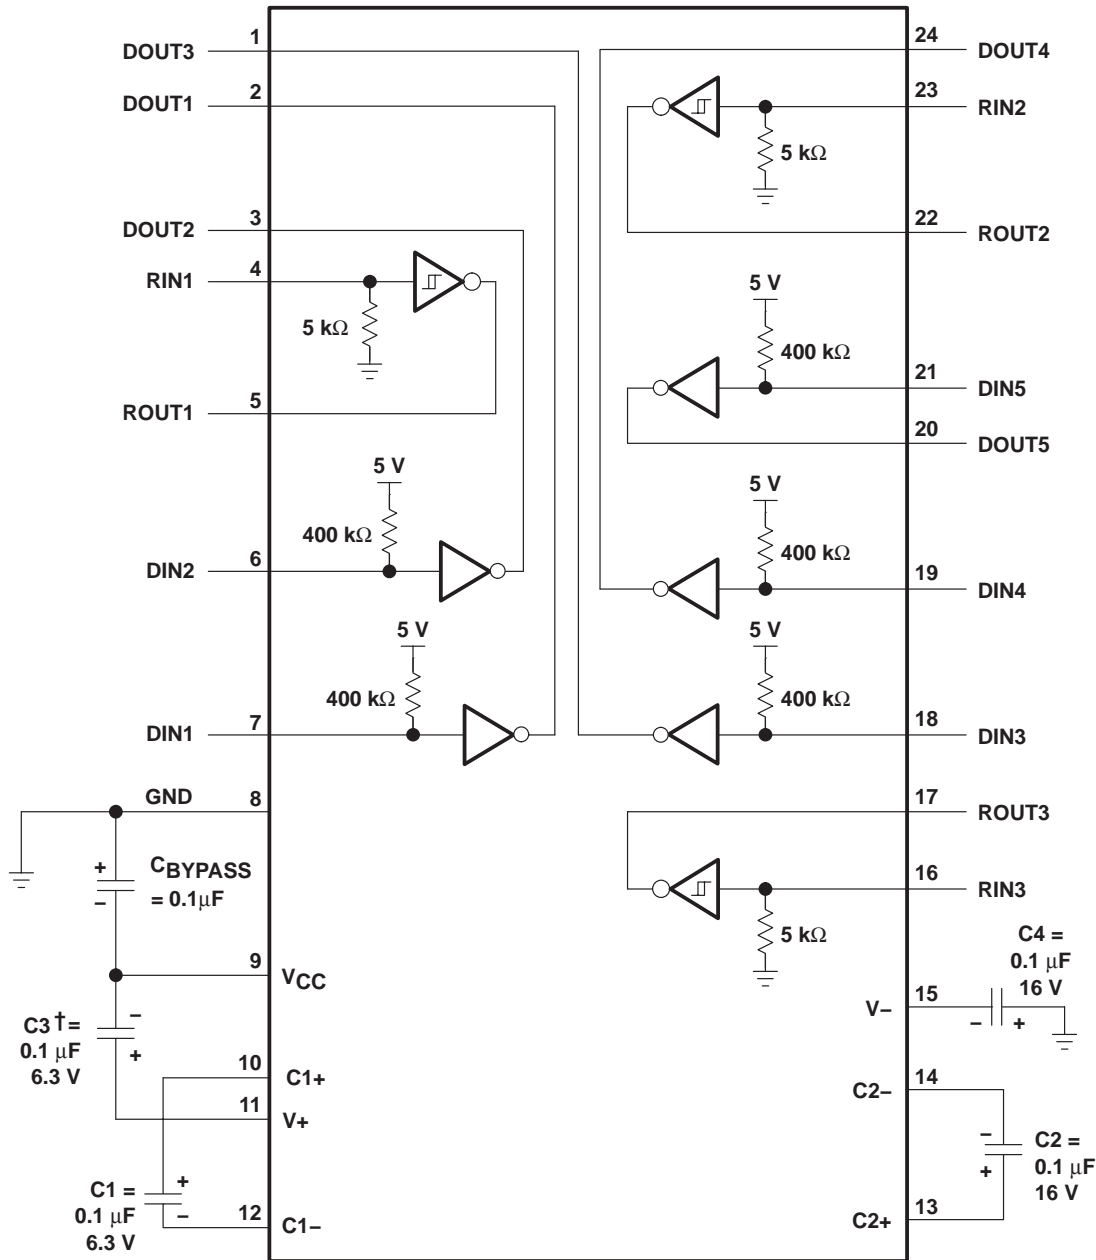 DOUT3
1
DOUT1
2
DOUT2
3
RIN1
4
5 kΩ
ROUT1
5
5 V
400 kΩ
DIN2
6
5 V
400 kΩ
DIN1
7
GND
8
+
CBYPASS
= 0.1μF
–
9
VCC
–
C3† =
0.1 μF
6.3 V
+
10
C1+
11
V+
+
C1 =
0.1 μF
6.3 V
–
12
C1–
24
DOUT4
23
RIN2
5 kΩ
22
ROUT2
5 V
400 kΩ
21
DIN5
20
DOUT5
5 V
400 kΩ
19
DIN4
5 V
400 kΩ
18
DIN3
17
ROUT3
16
RIN3
5 kΩ
C4 =
0.1 μF
16 V
V–
15
–
+
14
C2–
–
C2 =
0.1 μF
16 V
+
13
C2+